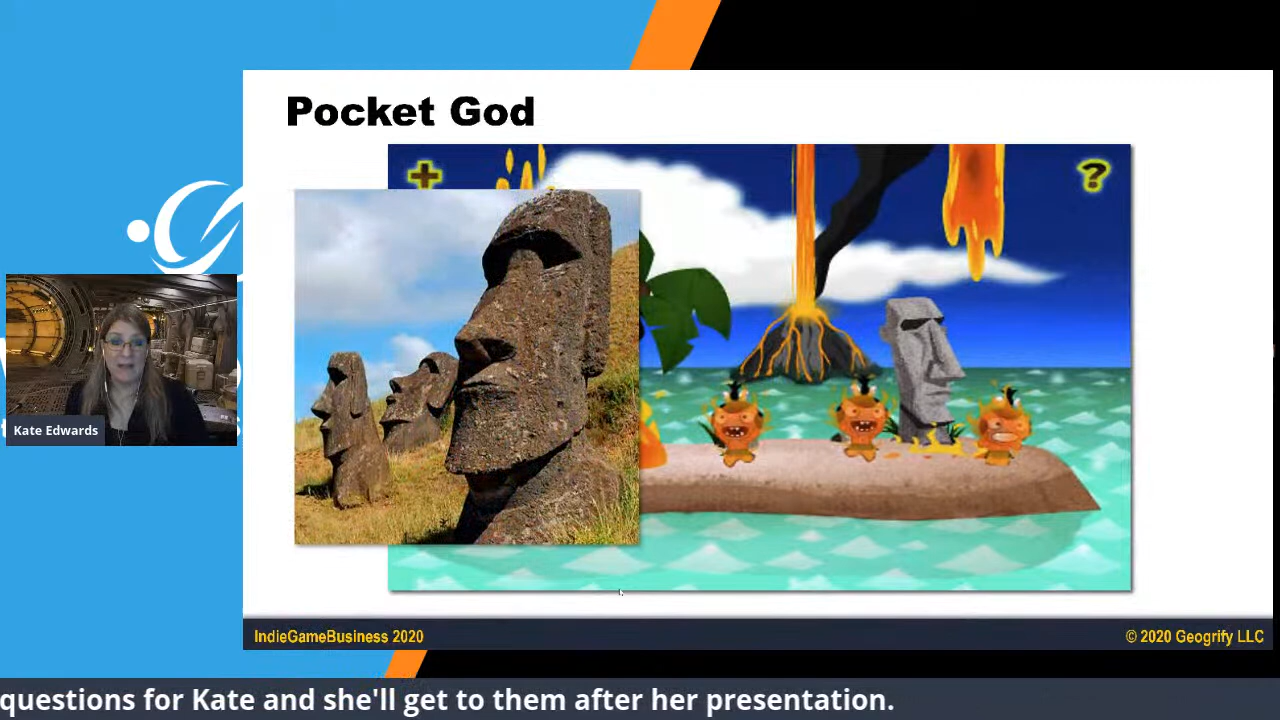 Pocket God
?
Kate Edwards
IndieGameBusiness 2020
© 2020 Geogrify LLC
questions for Kate and she'll get to them after her presentation.